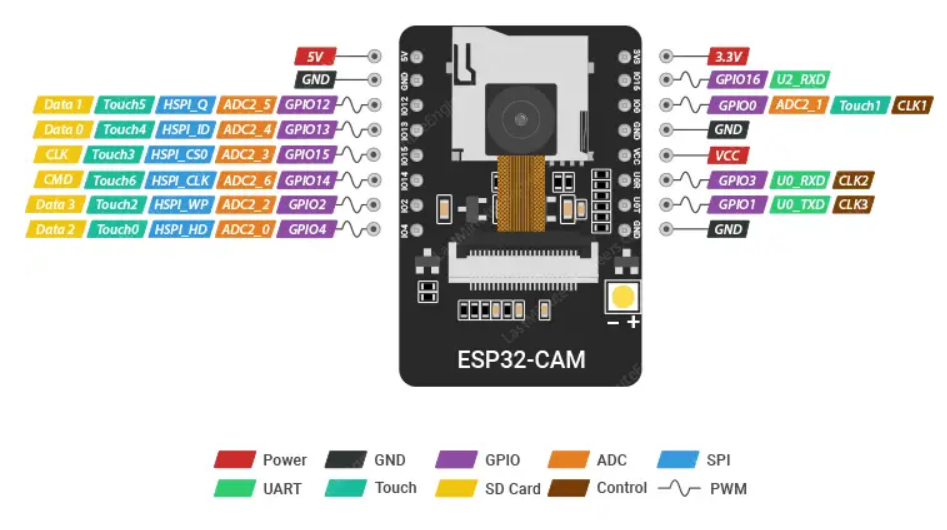 5V 5V 3V3 3.3V
GND GND IO16 GPIO16 U2_RXD
Data 1 Touch5 HSPI_Q ADC2_5 GPIO12 IO12 IO0 GPIO0 ADC2_1 Touch1 CLK1
Data 0 Touch4 HSPI_ID ADC2_4 GPIO13 IO13 GND GND
CLK Touch3 HSPI_CS0 ADC2_3 GPIO15 IO15 VCC VCC
CMD Touch6 HSPI_CLK ADC2_6 GPIO14 IO14 U0R GPIO3 U0_RXD CLK2
Data 3 Touch2 HSPI_WP ADC2_2 GPIO2 IO2 U0T GPIO1 U0_TXD CLK3
Data 2 Touch0 HSPI_HD ADC2_0 GPIO4 IO4 GND GND
− +
ESP32-CAM
Power GND GPIO ADC SPI
UART Touch SD Card Control PWM